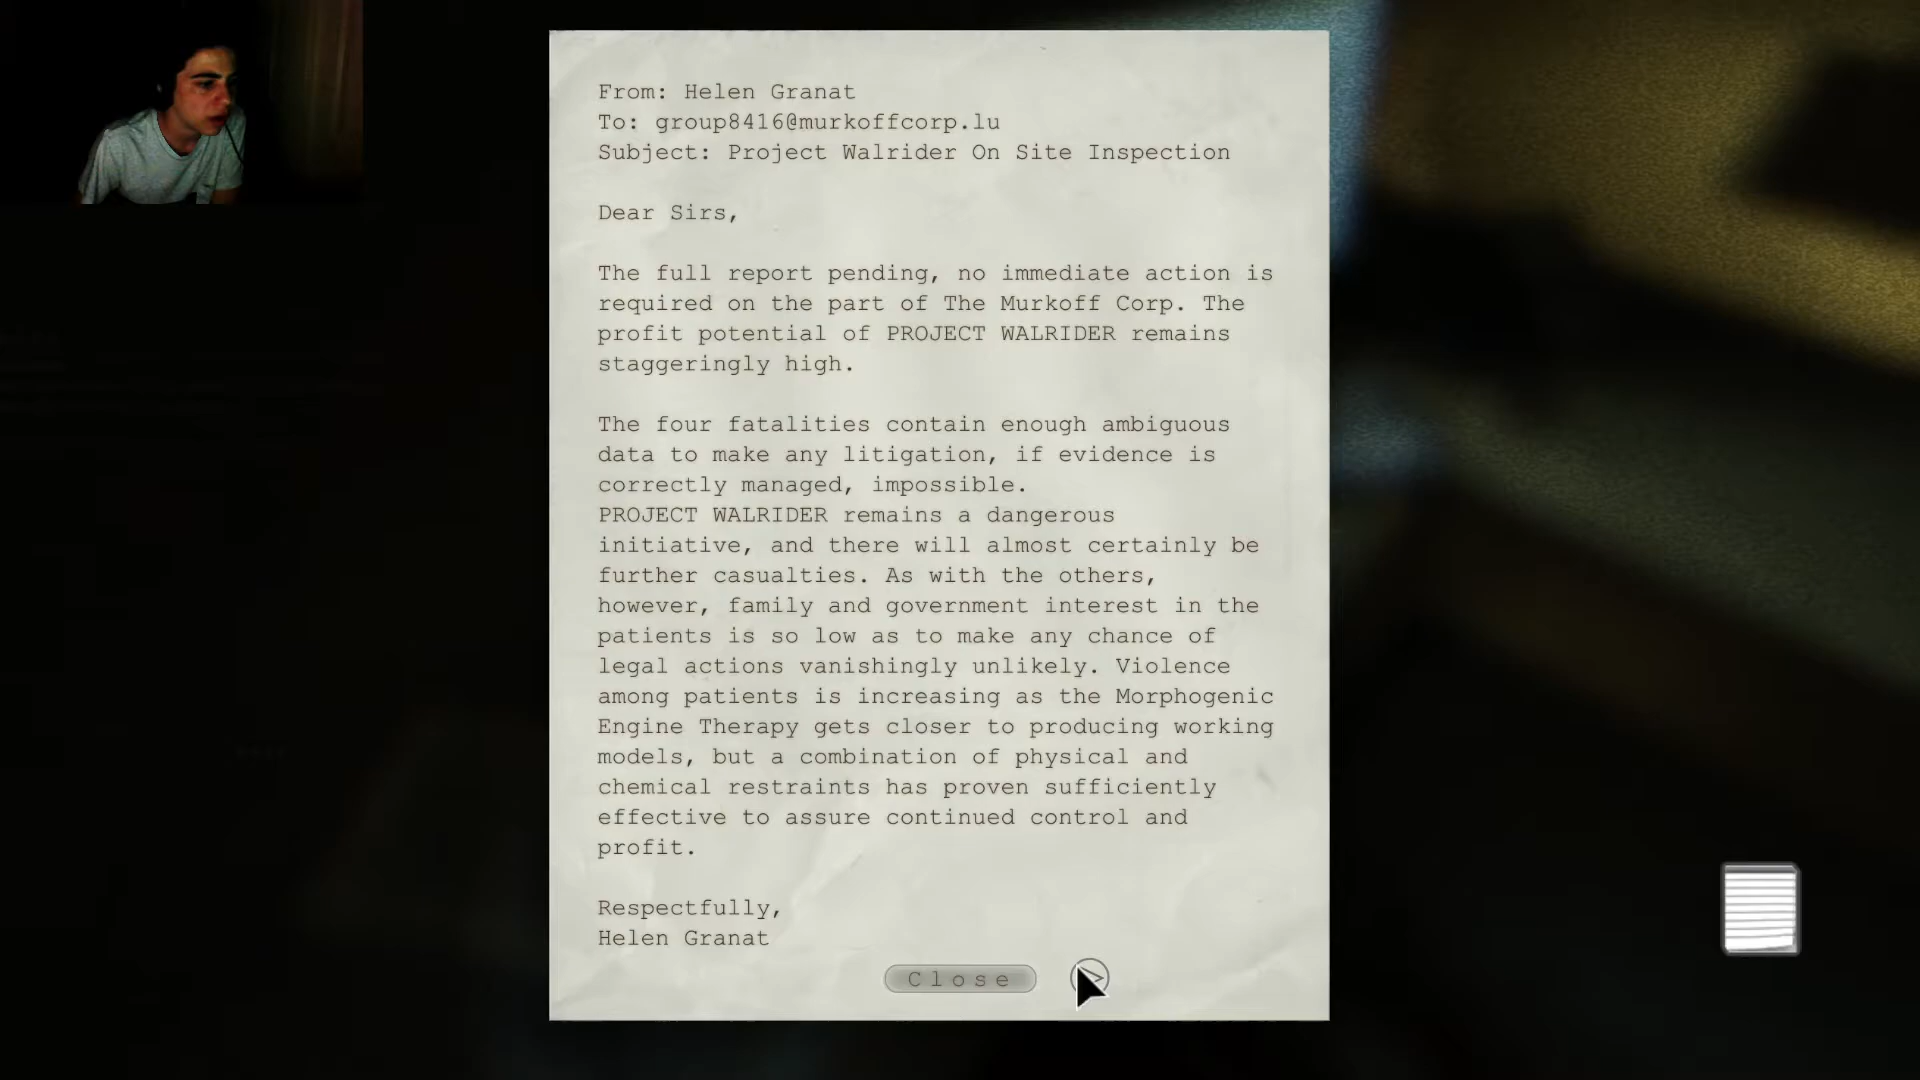 From: Helen Granat
To: group8416@murkoffcorp.lu
Subject: Project Walrider On Site Inspection
Dear Sirs,
The full report pending, no immediate action is
required on the part of The Murkoff Corp. The
profit potential of PROJECT WALRIDER remains
staggeringly high.
The four fatalities contain enough ambiguous
data to make any litigation, if evidence is
correctly managed, impossible.
PROJECT WALRIDER remains a dangerous
initiative, and there will almost certainly be
further casualties. As with the others,
however, family and government interest in the
patients is so low as to make any chance of
legal actions vanishingly unlikely. Violence
among patients is increasing as the Morphogenic
Engine Therapy gets closer to producing working
models, but a combination of physical and
chemical restraints has proven sufficiently
effective to assure continued control and
profit.
Respectfully,
Helen Granat
Close